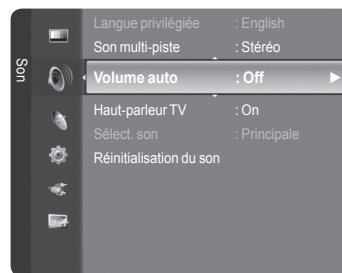 Son
Langue privilégiée : English
Son multi-piste : Stéréo
Volume auto : Off
Haut-parleur TV : On
Sélect. son : Principale
Réinitialisation du son